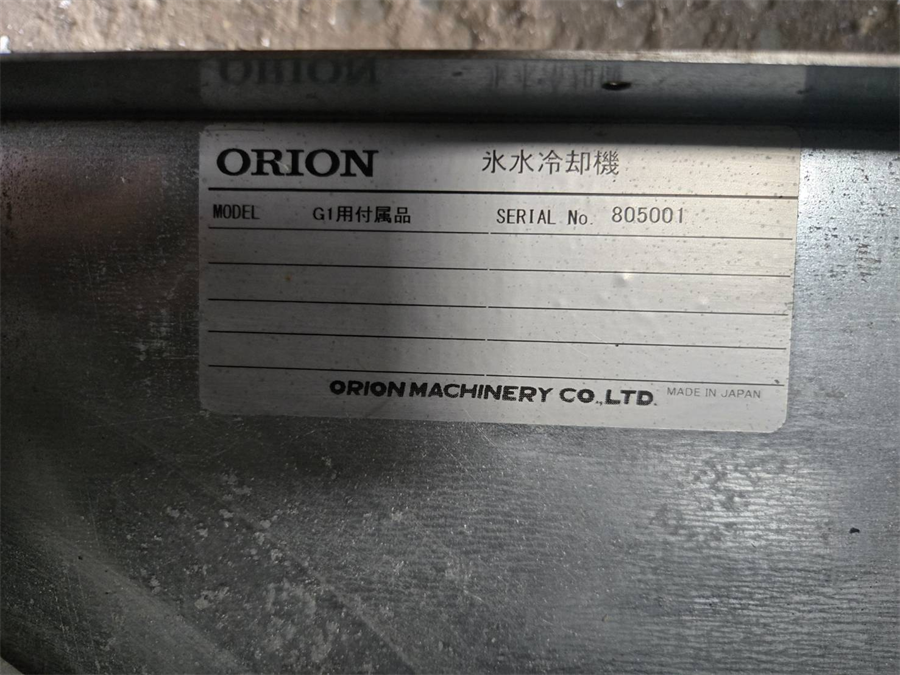 ORION 氷水冷却機
MODEL G1用付属品 SERIAL No. 805001
ORION MACHINERY CO.,LTD. MADE IN JAPAN